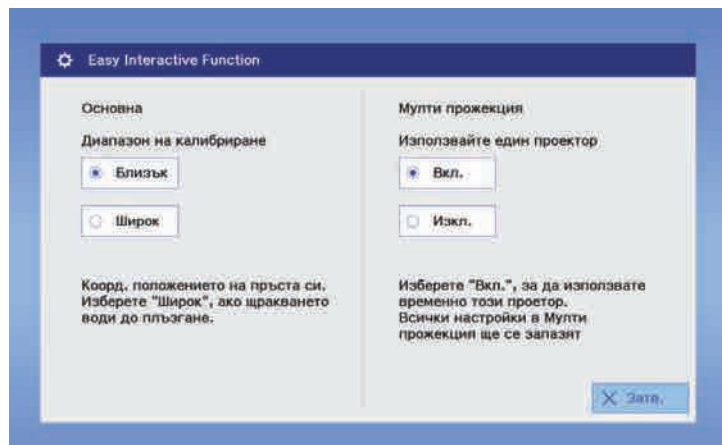 Easy Interactive Function
Основна
Диапазон на калибриране
Близък
Широк
Коорд. положението на пръста си.
Изберете "Широк", ако щракването
води до плъзгане.
Мулти прожекция
Използвайте един проектор
Вкл.
Изкл.
Изберете "Вкл.", за да използвате
временно този проетор.
Всички настройки в Мулти
прожекция ще се запазят
Затв.